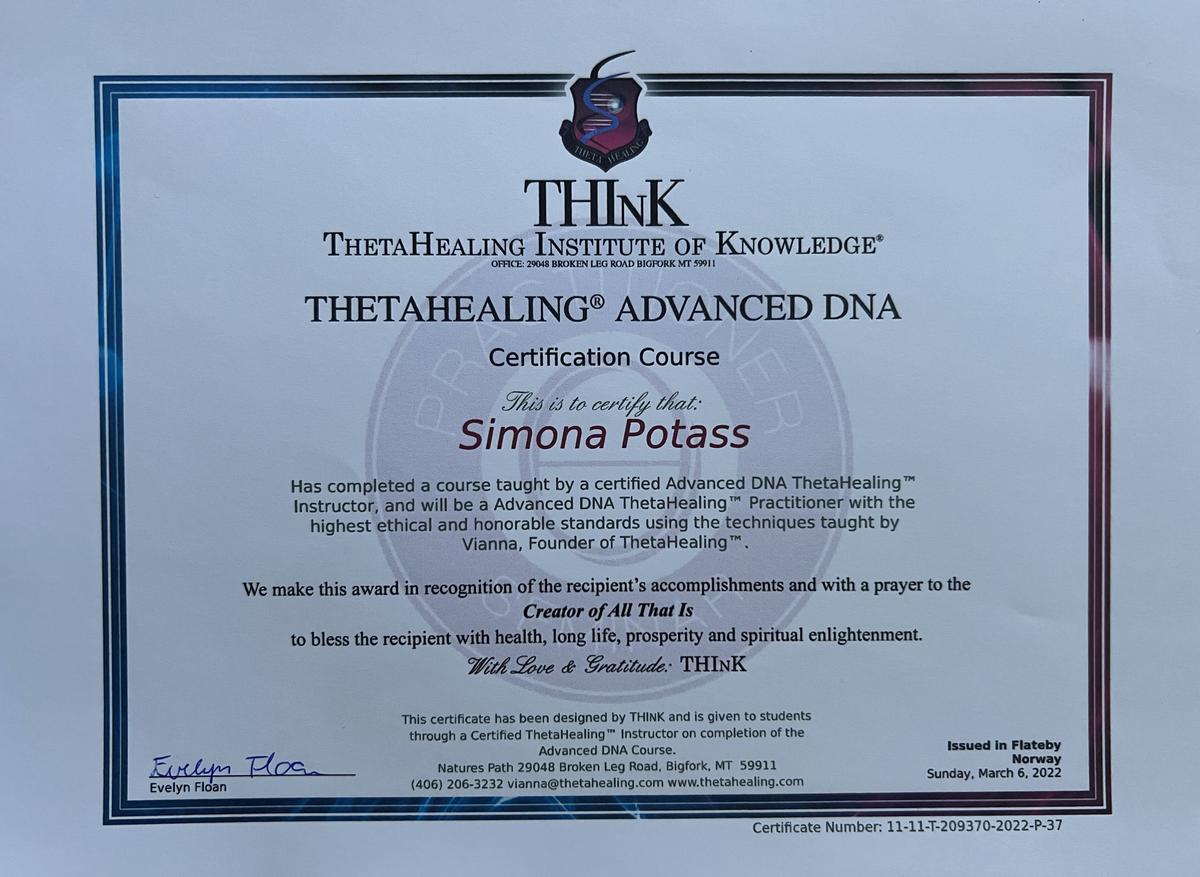 THETA HEALING
THINK
THETAHEALING INSTITUTE OF KNOWLEDGE®
OFFICE: 29048 BROKEN LEG ROAD BIGFORK MT 59911
THETAHEALING® ADVANCED DNA
Certification Course
This is to certify that:
Simona Potass
Has completed a course taught by a certified Advanced DNA ThetaHealing™
Instructor, and will be a Advanced DNA ThetaHealing™ Practitioner with the
highest ethical and honorable standards using the techniques taught by
Vianna, Founder of ThetaHealing™.
We make this award in recognition of the recipient's accomplishments and with a prayer to the
Creator of All That Is
to bless the recipient with health, long life, prosperity and spiritual enlightenment.
With Love & Gratitude: THINK
This certificate has been designed by THINK and is given to students
through a Certified ThetaHealing™ Instructor on completion of the
Advanced DNA Course.
Natures Path 29048 Broken Leg Road, Bigfork, MT 59911
(406) 206-3232 vianna@thetahealing.com www.thetahealing.com
Evelyn Floan
Evelyn Floan
Issued in Flateby
Norway
Sunday, March 6, 2022
Certificate Number: 11-11-T-209370-2022-P-37
PRACTITIONER